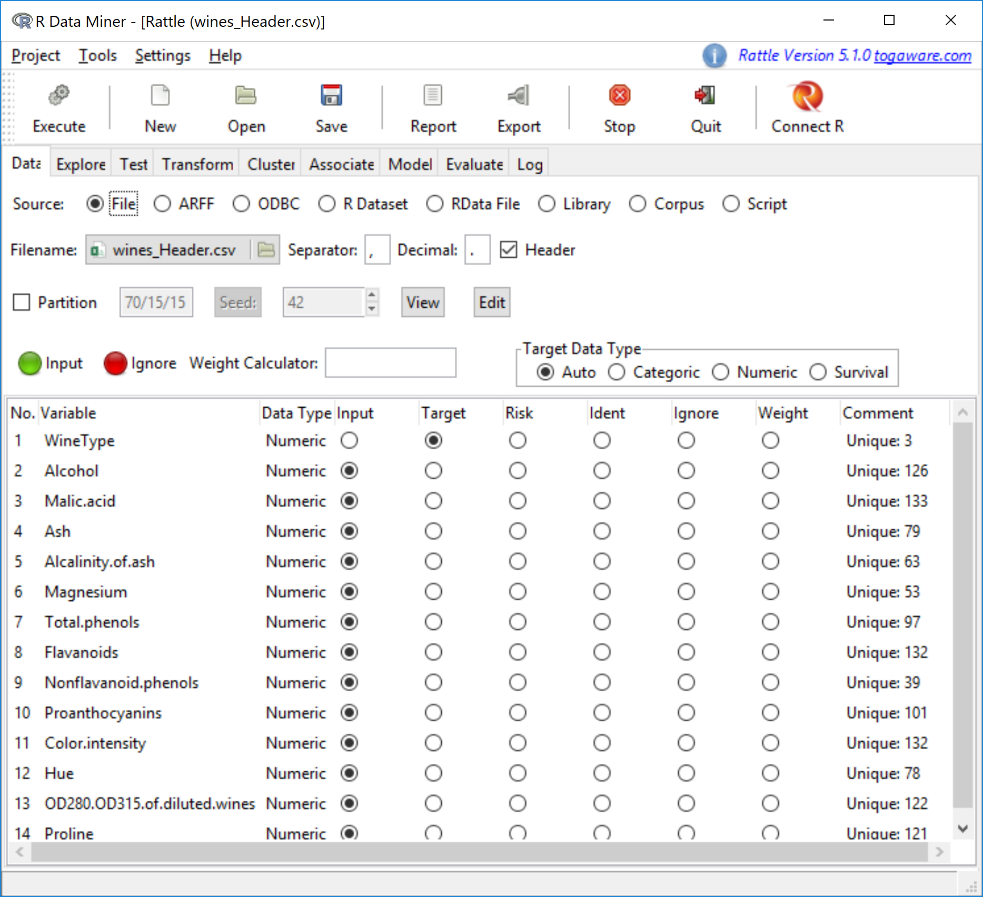 R Data Miner - [Rattle (wines_Header.csv)]
Project Tools Settings Help Rattle Version 5.1.0 togaware.com
Execute New Open Save Report Export Stop Quit Connect R
Data Explore Test Transform Cluster Associate Model Evaluate Log
Source: File ARFF ODBC R Dataset RData File Library Corpus Script
Filename: wines_Header.csv Separator: , Decimal: . Header
Partition 70/15/15 Seed: 42 View Edit
Target Data Type
Input Ignore Weight Calculator: Auto Categoric Numeric Survival
No. Variable Data Type Input Target Risk Ident Ignore Weight Comment
1 WineType Numeric Unique: 3
2 Alcohol Numeric Unique: 126
3 Malic.acid Numeric Unique: 133
4 Ash Numeric Unique: 79
5 Alcalinity.of.ash Numeric Unique: 63
6 Magnesium Numeric Unique: 53
7 Total.phenols Numeric Unique: 97
8 Flavanoids Numeric Unique: 132
9 Nonflavanoid.phenols Numeric Unique: 39
10 Proanthocyanins Numeric Unique: 101
11 Color.intensity Numeric Unique: 132
12 Hue Numeric Unique: 78
13 OD280.OD315.of.diluted.wines Numeric Unique: 122
14 Proline Numeric Unique: 121